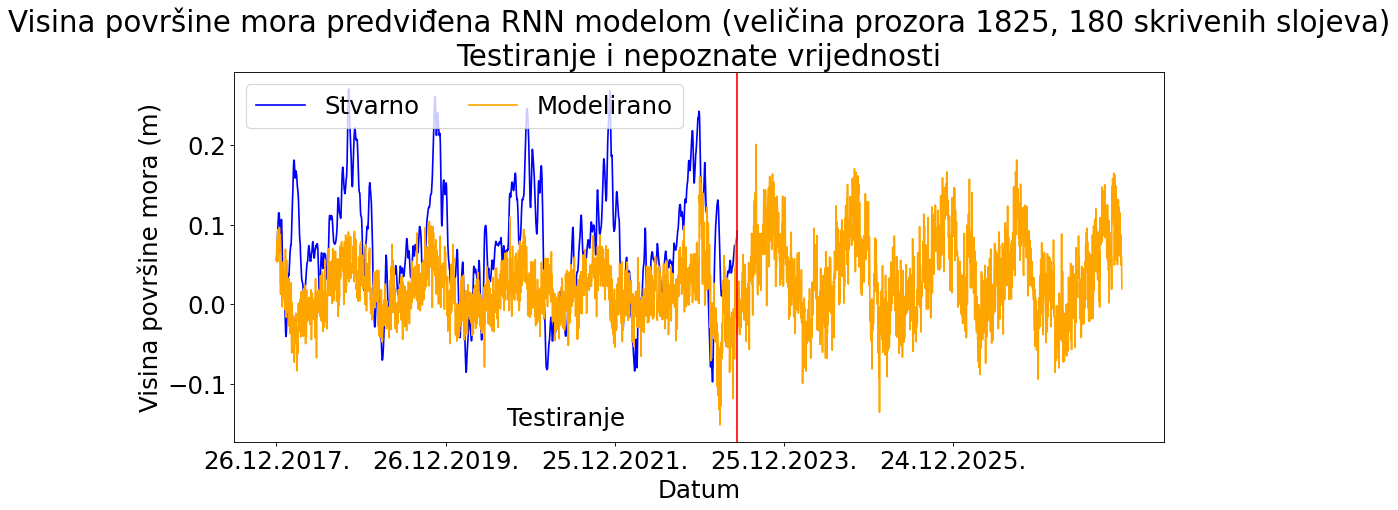 Visina površine mora predviđena RNN modelom (veličina prozora 1825, 180 skrivenih slojeva)
Testiranje i nepoznate vrijednosti
Stvarno
Modelirano
Visina površine mora (m)
0.2
0.1
0.0
−0.1
Testiranje
26.12.2017.
26.12.2019.
25.12.2021.
25.12.2023.
24.12.2025.
Datum